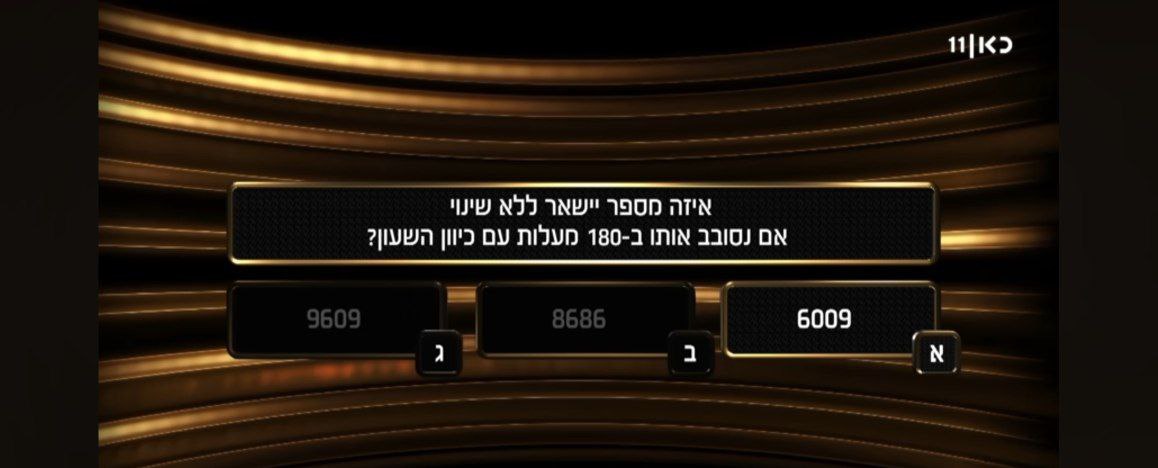 כאן|11
איזה מספר יישאר ללא שינוי
אם נסובב אותו ב-180 מעלות עם כיוון השעון?
6009
א
8686
ב
9609
ג